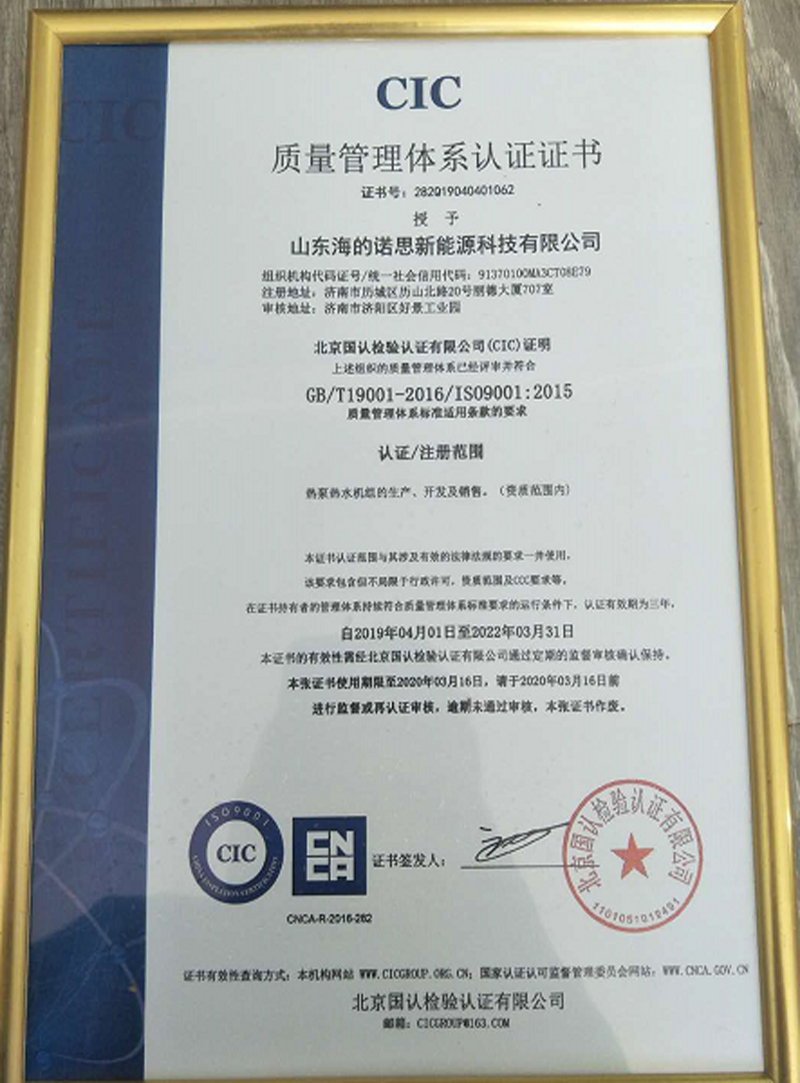 CIC
质量管理体系认证证书
证书号：282019040401062
授 予
山东海的诺思新能源科技有限公司
组织机构代码证号/统一社会信用代码：91370100MA3CT08E79
注册地址：济南市历城区历山北路20号丽德大厦707室
审核地址：济南市济阳区好景工业园
北京国认检验认证有限公司(CIC)证明
上述组织的质量管理体系已经评审并符合
GB/T19001-2016/ISO9001:2015
质量管理体系标准适用条款的要求
认证/注册范围
热泵热水机组的生产、开发及销售。（资质范围内）
本证书认证范围与其涉及有效的法律法规的要求一并使用，
该要求包含但不局限于行政许可，资质范围及CCC要求等。
在证书持有者的管理体系持续符合质量管理体系标准要求的运行条件下，认证有效期为三年，
自2019年04月01日至2022年03月31日
本证书的有效性需经北京国认检验认证有限公司通过定期的监督审核确认保持。
本张证书使用期限至2020年03月16日，请于2020年03月16日前
进行监督或再认证审核，逾期未通过审核，本张证书作废。
ISO9001
CIC
CNCA
CNCA-R-2016-282
证书签发人：
北京国认检验认证有限公司
证书有效性查询方式：本机构网站 WWW.CICGROUP.ORG.CN；国家认证认可监督管理委员会网站：WWW.CNCA.GOV.CN
北京国认检验认证有限公司
邮箱：CICGROUP@163.COM
CIC
CERTIFICATE